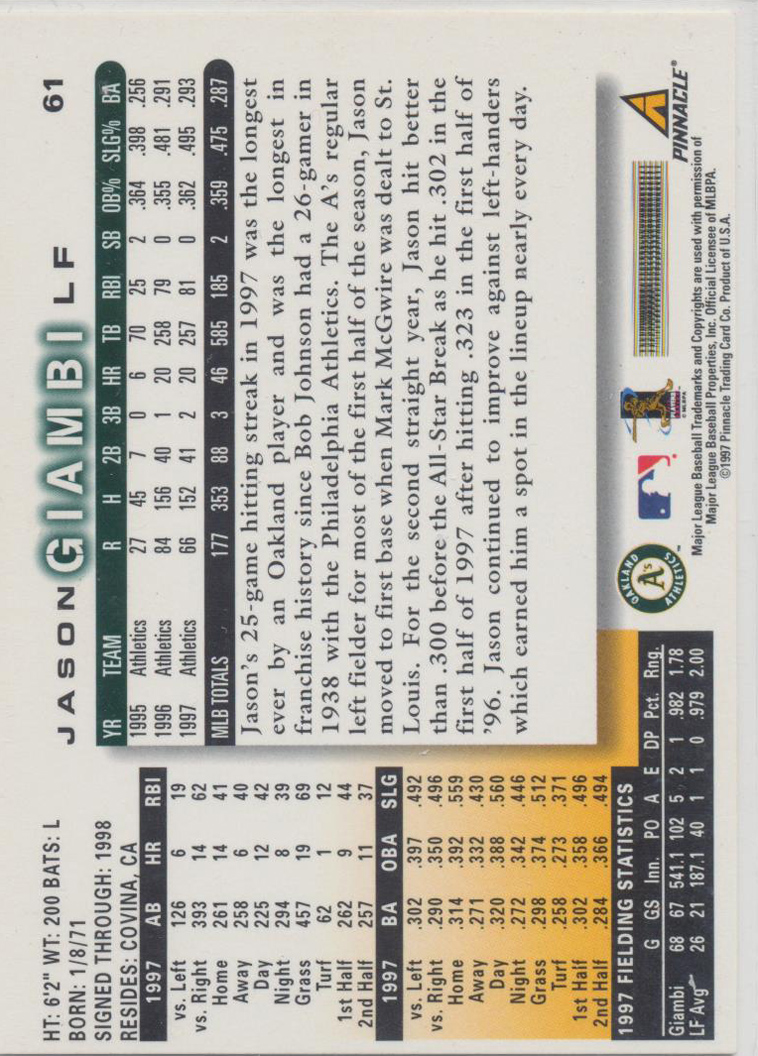 JASON GIAMBI LF 61
YR TEAM R H 2B 3B HR TB RBI SB OB% SLG% BA
1995 Athletics 27 45 7 0 6 70 25 2 .364 .398 .256
1996 Athletics 84 156 40 1 20 258 79 0 .355 .481 .291
1997 Athletics 66 152 41 2 20 257 81 0 .362 .495 .293
MLB TOTALS 177 353 88 3 46 585 185 2 .359 .475 .287
Jason's 25-game hitting streak in 1997 was the longest
ever by an Oakland player and was the longest in
franchise history since Bob Johnson had a 26-gamer in
1938 with the Philadelphia Athletics. The A's regular
left fielder for most of the first half of the season, Jason
moved to first base when Mark McGwire was dealt to St.
Louis. For the second straight year, Jason hit better
than .300 before the All-Star Break as he hit .302 in the
first half of 1997 after hitting .323 in the first half of
'96. Jason continued to improve against left-handers
which earned him a spot in the lineup nearly every day.
HT: 6'2" WT: 200 BATS: L
BORN: 1/8/71
SIGNED THROUGH: 1998
RESIDES: COVINA, CA
1997 AB HR RBI
vs. Left 126 6 19
vs. Right 393 14 62
Home 261 14 41
Away 258 6 40
Day 225 12 42
Night 294 8 39
Grass 457 19 69
Turf 62 1 12
1st Half 262 9 44
2nd Half 257 11 37
1997 BA OBA SLG
vs. Left .302 .397 .492
vs. Right .290 .350 .496
Home .314 .392 .559
Away .271 .332 .430
Day .320 .388 .560
Night .272 .342 .446
Grass .298 .374 .512
Turf .258 .273 .371
1st Half .302 .358 .496
2nd Half .284 .366 .494
1997 FIELDING STATISTICS
G GS Inn. PO A E DP Pct. Rng.
Giambi 68 67 541.1 102 5 2 1 .982 1.78
LF Avg 26 21 187.1 40 1 1 0 .979 2.00
OAKLAND
A's
ATHLETICS
™
PINNACLE®
Major League Baseball Trademarks and Copyrights are used with permission of
Major League Baseball Properties, Inc. Official Licensee of MLBPA.
©1997 Pinnacle Trading Card Co. Product of U.S.A.